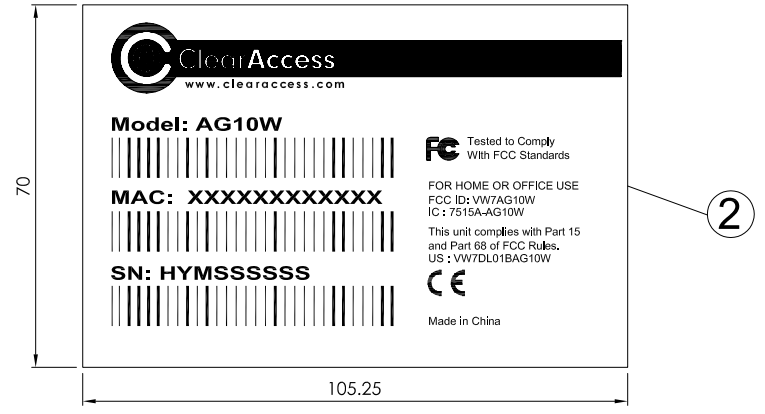 ClearAccess
www.clearaccess.com
Model: AG10W
MAC: XXXXXXXXXXXX
SN: HYMSSSSSS
FC Tested to Comply
With FCC Standards
FOR HOME OR OFFICE USE
FCC ID: VW7AG10W
IC : 7515A-AG10W
This unit complies with Part 15
and Part 68 of FCC Rules.
US : VW7DL01BAG10W
CE
Made in China
70
105.25
2